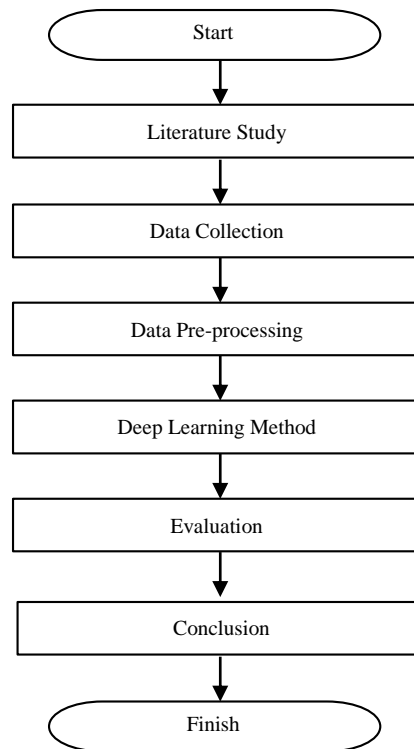 Start
Literature Study
Data Collection
Data Pre-processing
Deep Learning Method
Evaluation
Conclusion
Finish